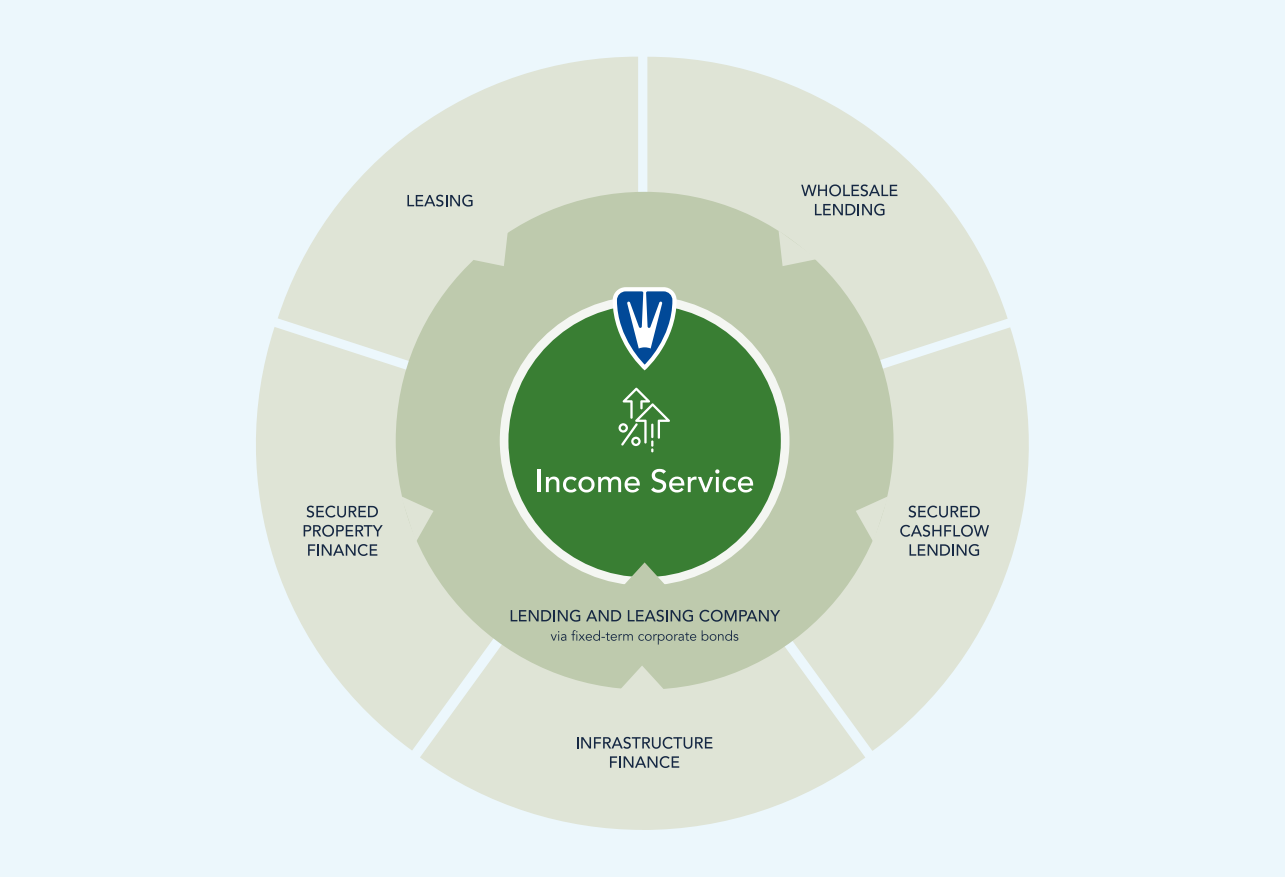 LEASING
WHOLESALE
LENDING
%
Income Service
SECURED
PROPERTY
FINANCE
SECURED
CASHFLOW
LENDING
LENDING AND LEASING COMPANY
via fixed-term corporate bonds
INFRASTRUCTURE
FINANCE